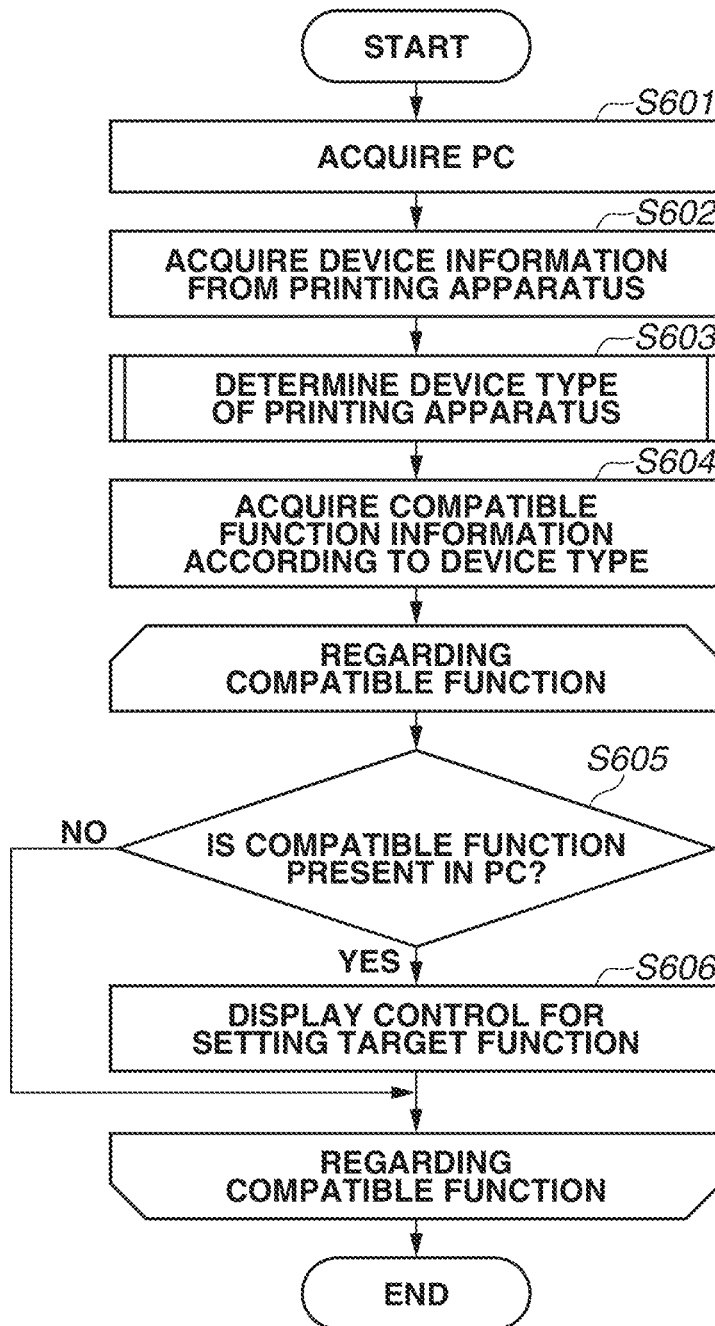 START
S601
ACQUIRE PC
S602
ACQUIRE DEVICE INFORMATION
FROM PRINTING APPARATUS
S603
DETERMINE DEVICE TYPE
OF PRINTING APPARATUS
S604
ACQUIRE COMPATIBLE
FUNCTION INFORMATION
ACCORDING TO DEVICE TYPE
REGARDING
COMPATIBLE FUNCTION
S605
NO
IS COMPATIBLE FUNCTION
PRESENT IN PC?
YES
S606
DISPLAY CONTROL FOR
SETTING TARGET FUNCTION
REGARDING
COMPATIBLE FUNCTION
END